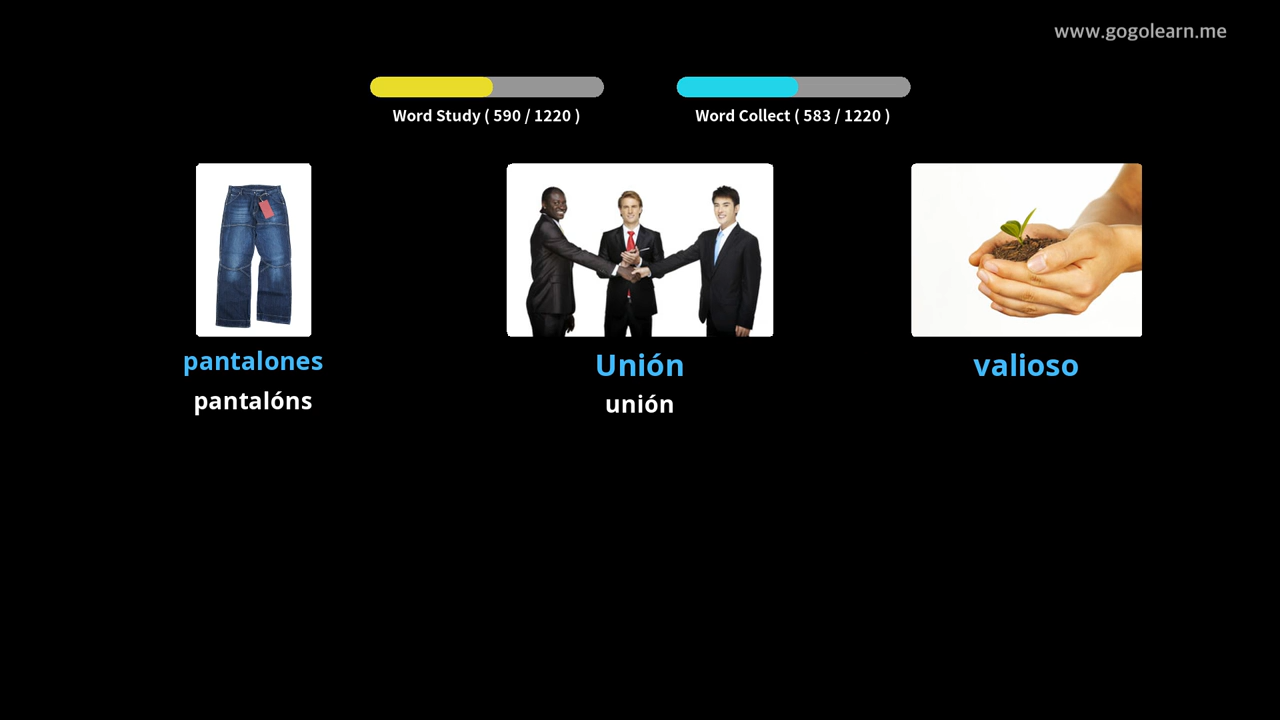 www.gogolearn.me
Word Study ( 590 / 1220 )
Word Collect ( 583 / 1220 )
pantalones
pantalóns
Unión
unión
valioso